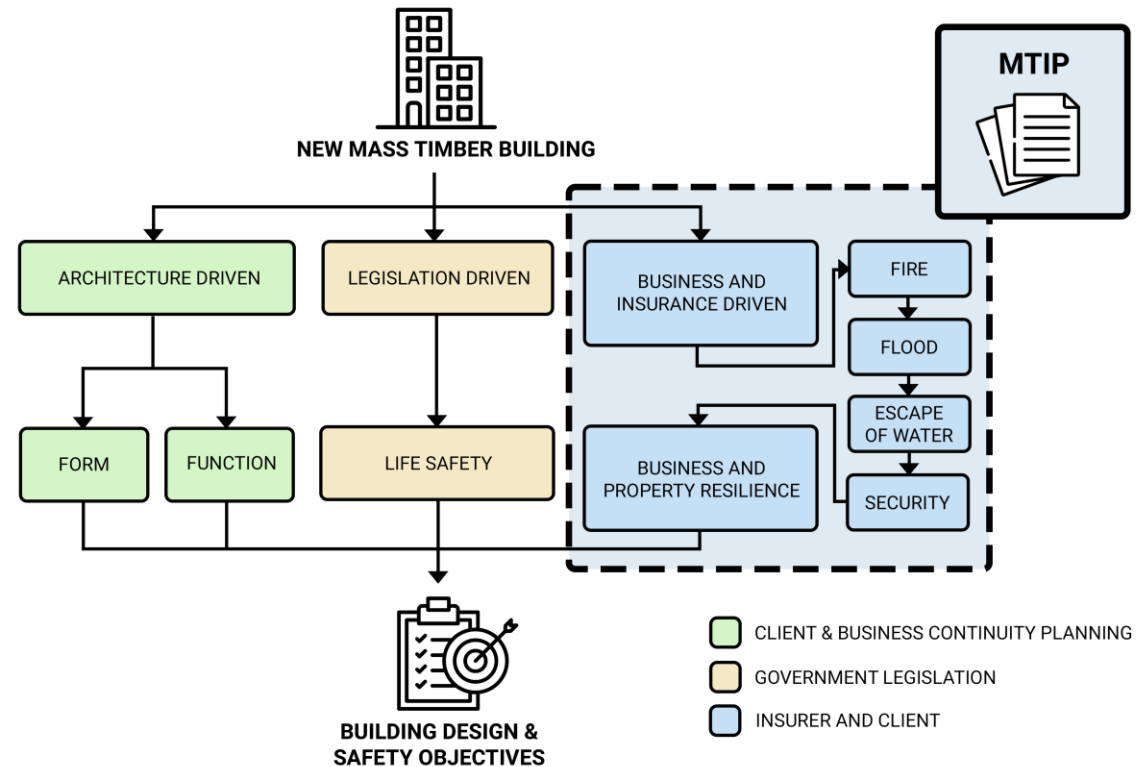 MTIP
NEW MASS TIMBER BUILDING
ARCHITECTURE DRIVEN
LEGISLATION DRIVEN
BUSINESS AND
INSURANCE DRIVEN
FIRE
FLOOD
ESCAPE
OF WATER
SECURITY
FORM
FUNCTION
LIFE SAFETY
BUSINESS AND
PROPERTY RESILIENCE
BUILDING DESIGN &
SAFETY OBJECTIVES
CLIENT & BUSINESS CONTINUITY PLANNING
GOVERNMENT LEGISLATION
INSURER AND CLIENT